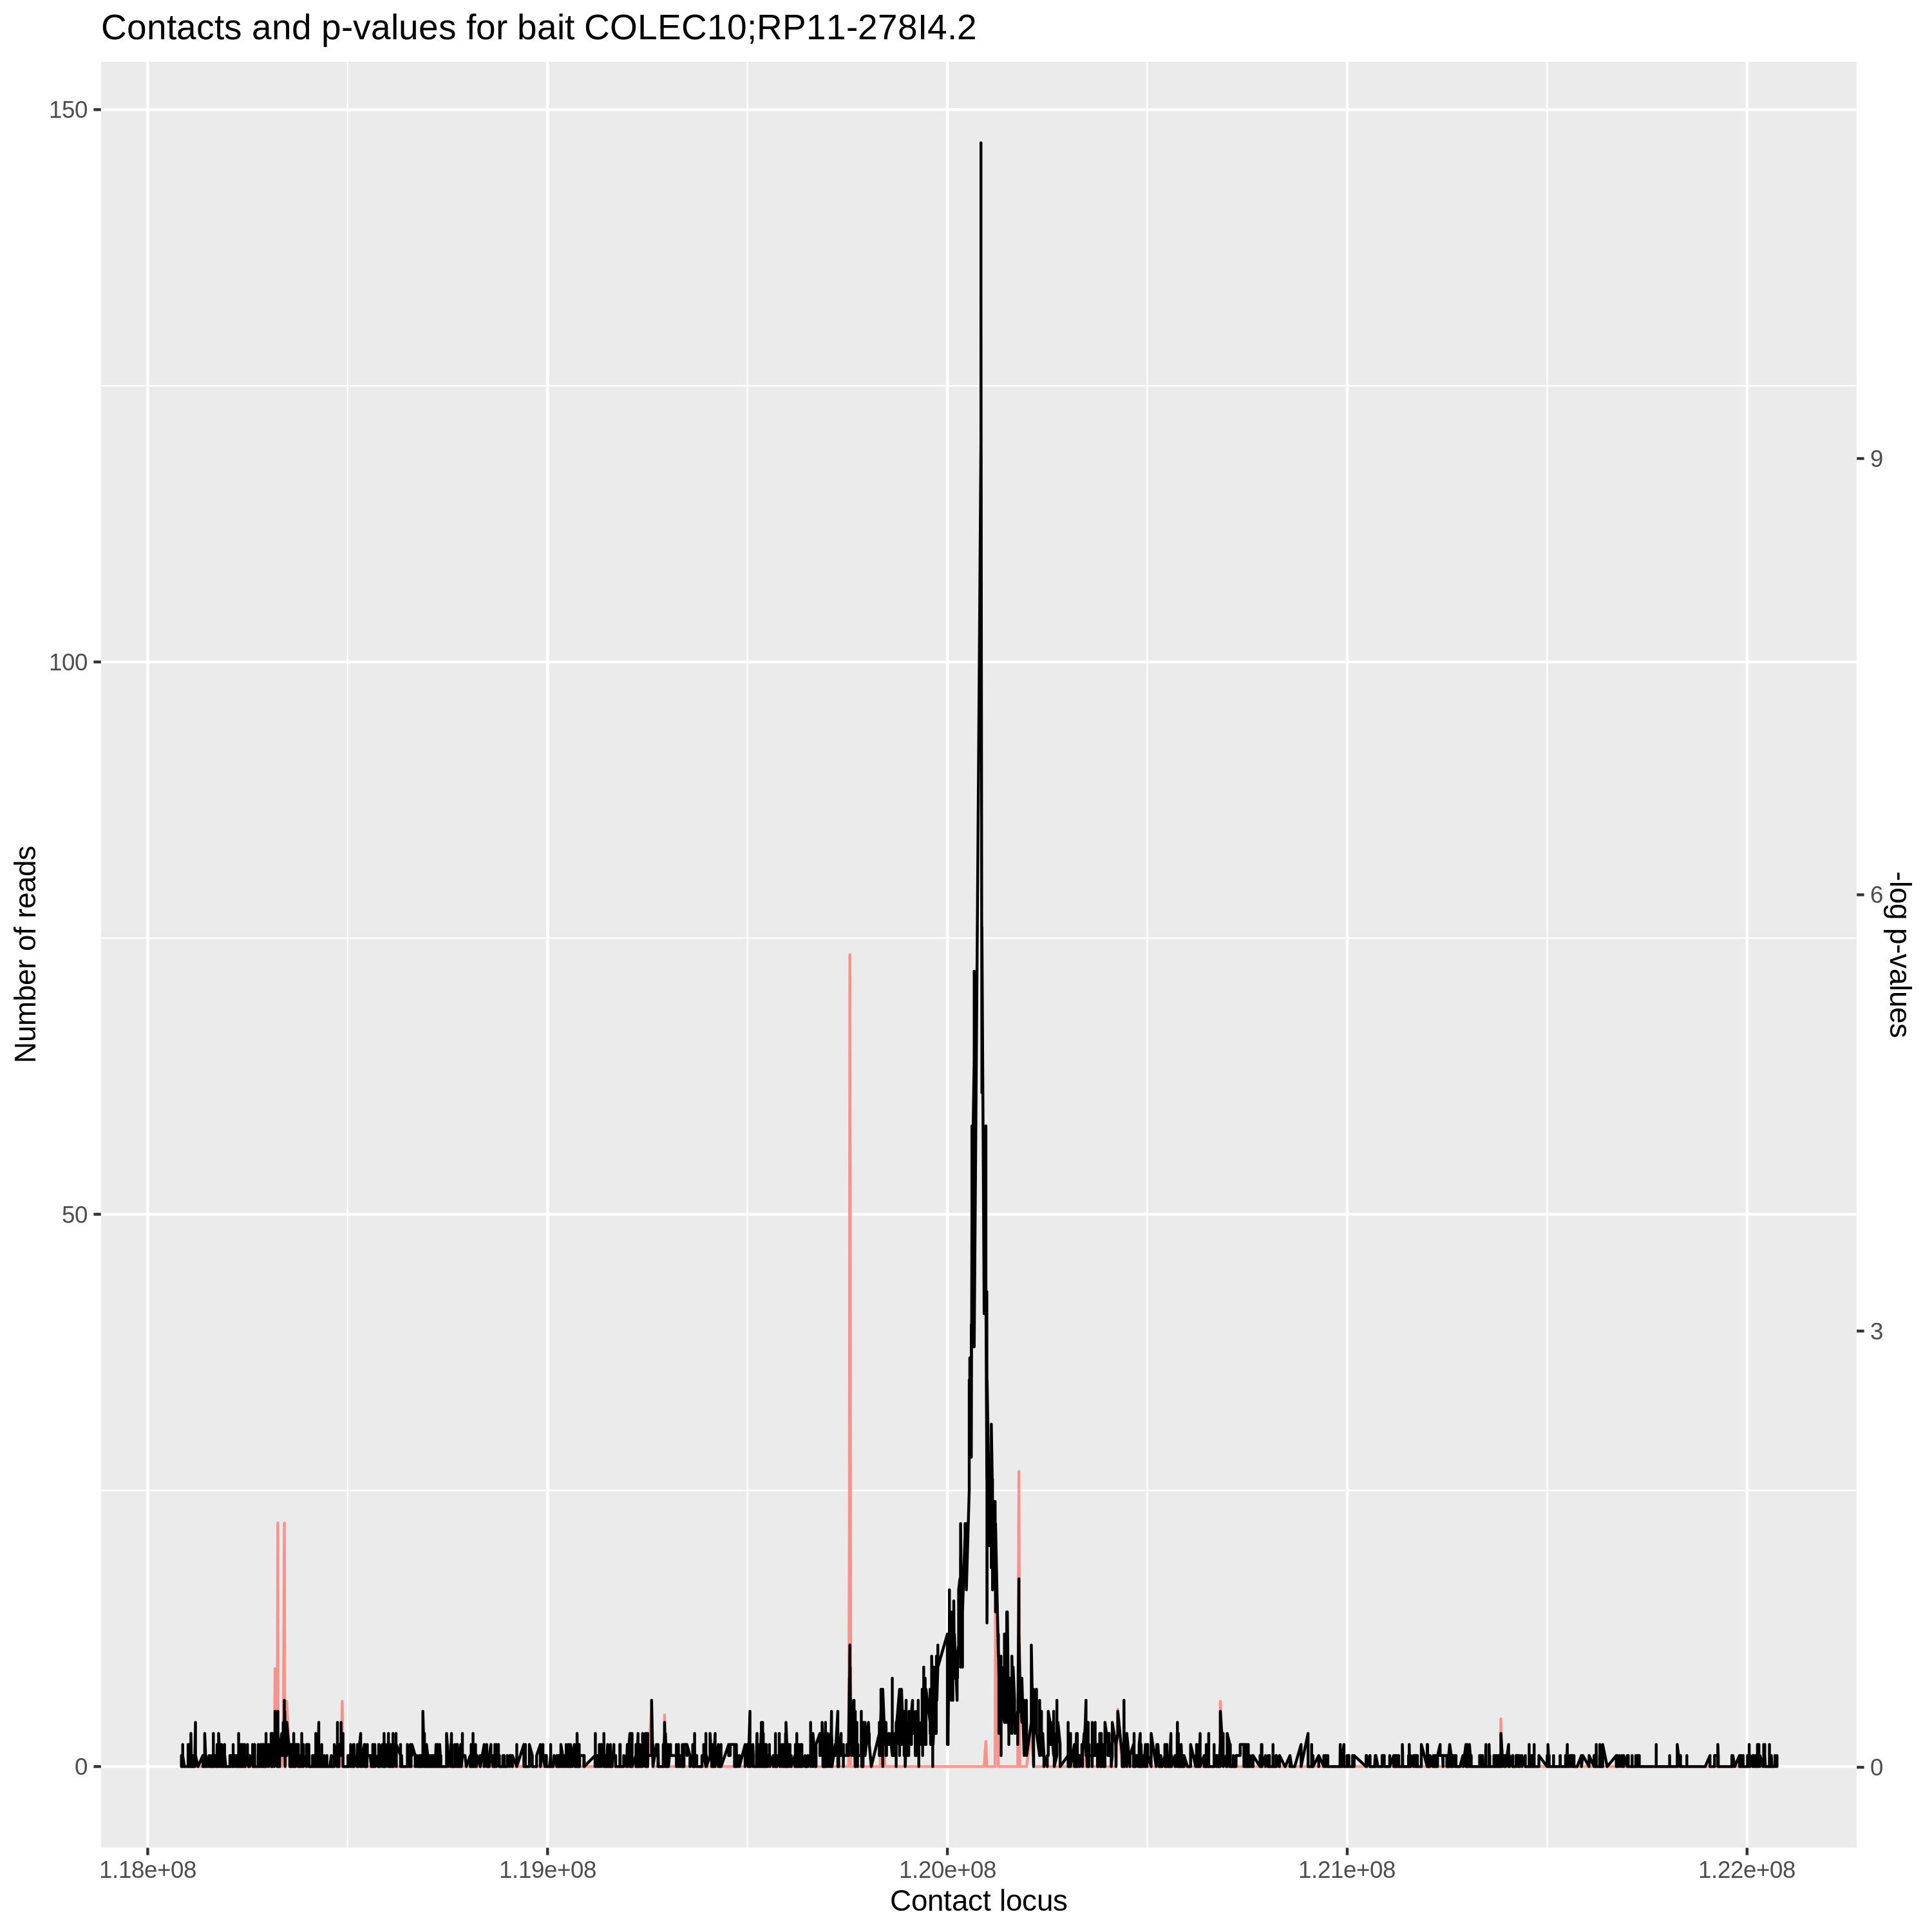 Contacts and p-values for bait COLEC10;RP11-278I4.2
150
100
50
0
Number of reads
9
6
3
0
-log p-values
1.18e+08 1.19e+08 1.20e+08 1.21e+08 1.22e+08
Contact locus